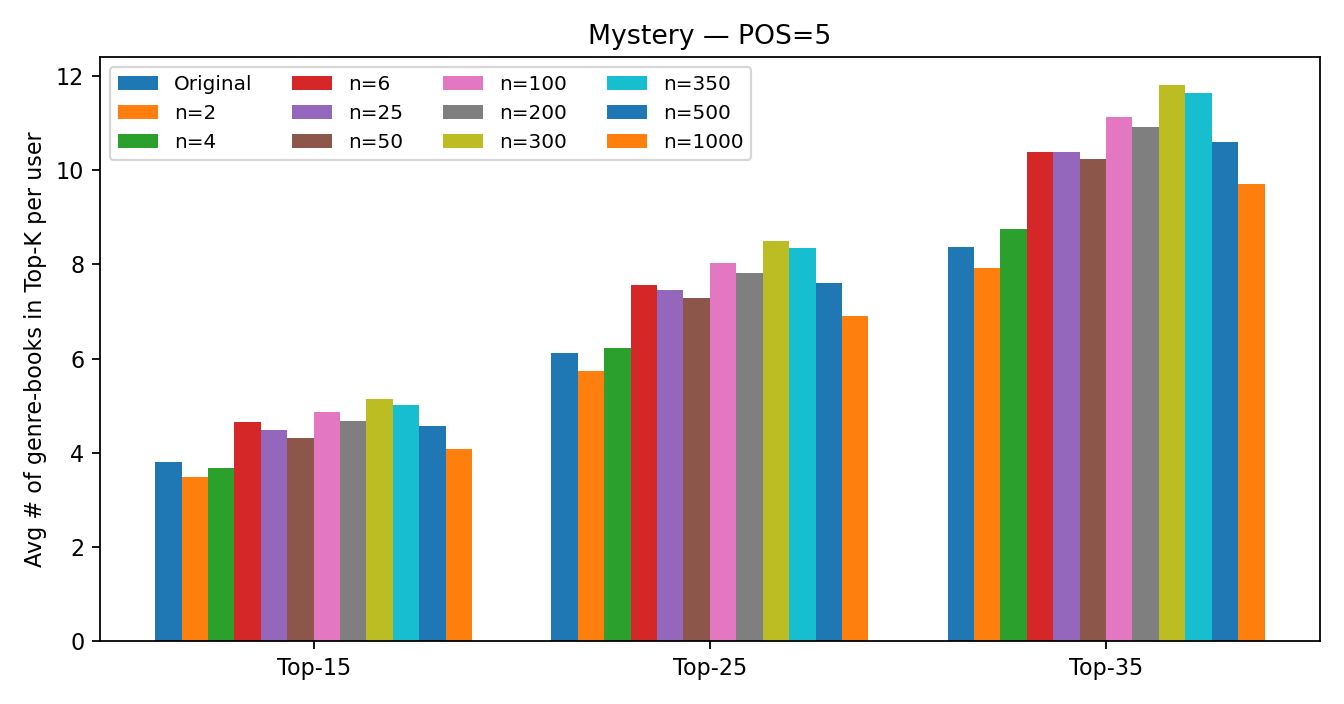 Mystery — POS=5
Avg # of genre-books in Top-K per user
12
10
8
6
4
2
0
Original
n=2
n=4
n=6
n=25
n=50
n=100
n=200
n=300
n=350
n=500
n=1000
Top-15
Top-25
Top-35